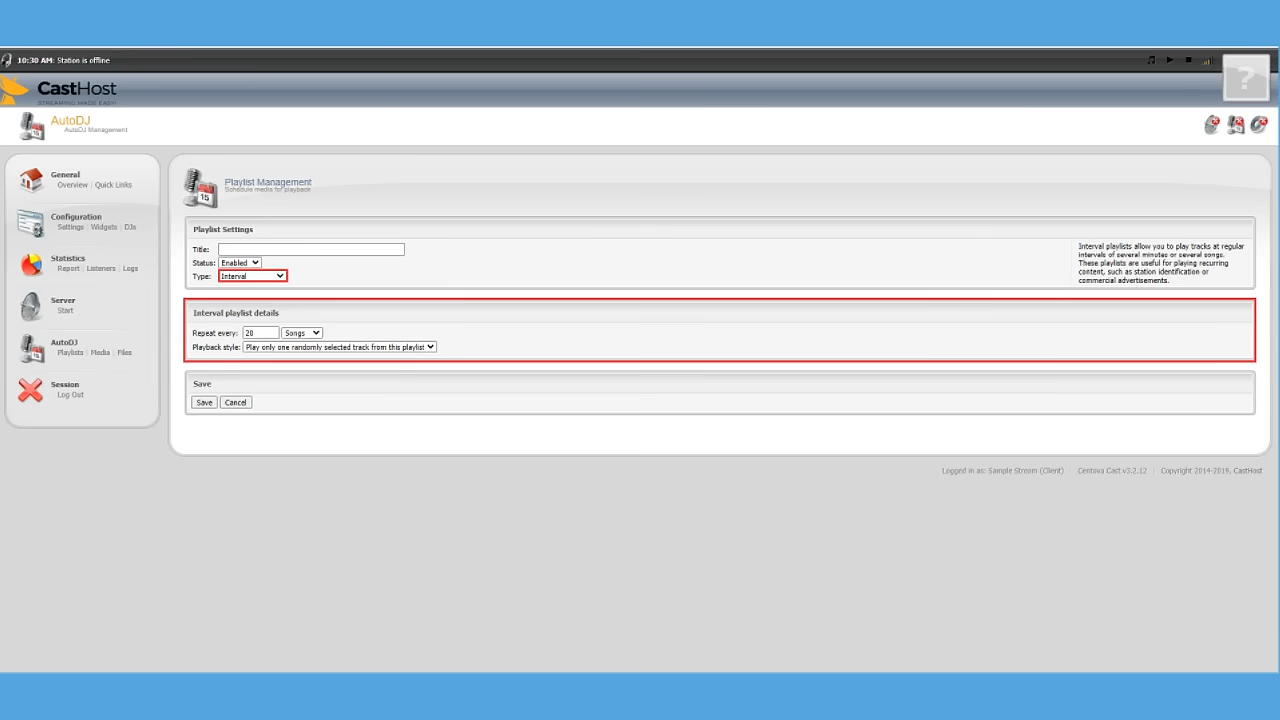 10:30 AM: Station is offline
?
CastHost
STREAMING MADE EASY!
AutoDJ
AutoDJ Management
General
Overview | Quick Links
Configuration
Settings | Widgets | DJs
Statistics
Report | Listeners | Logs
Server
Start
AutoDJ
Playlists | Media | Files
Session
Log Out
15
Playlist Management
Schedule media for playback
Playlist Settings
Title:
Status: Enabled
Type: Interval
Interval playlists allow you to play tracks at regular
intervals of several minutes or several songs.
These playlists are useful for playing recurring
content, such as station identification or
commercial advertisements.
Interval playlist details
Repeat every: 20 Songs
Playback style: Play only one randomly selected track from this playlist
Save
Save Cancel
Logged in as: Sample Stream (Client) | Centova Cast v3.2.12 | Copyright 2014-2019, CastHost